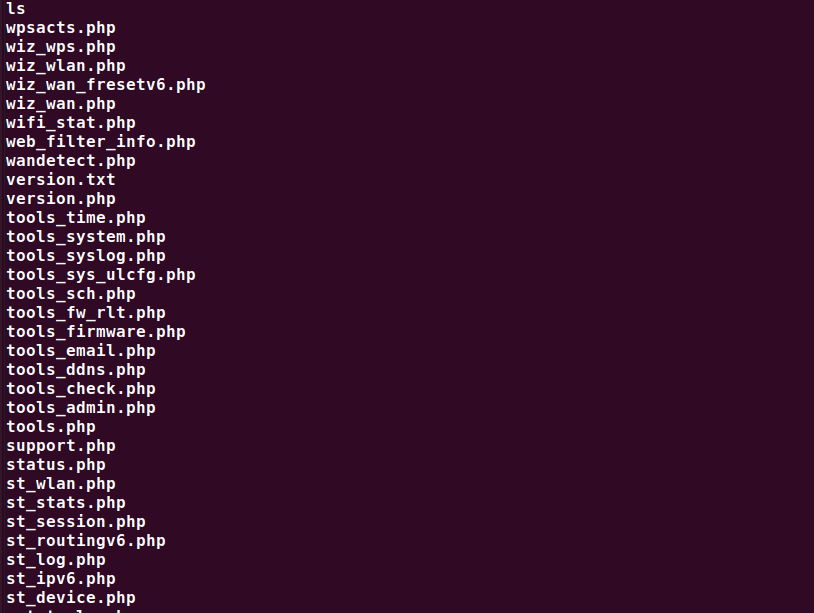 ls
wpsacts.php
wiz_wps.php
wiz_wlan.php
wiz_wan_fresetv6.php
wiz_wan.php
wifi_stat.php
web_filter_info.php
wandetect.php
version.txt
version.php
tools_time.php
tools_system.php
tools_syslog.php
tools_sys_ulcfg.php
tools_sch.php
tools_fw_rlt.php
tools_firmware.php
tools_email.php
tools_ddns.php
tools_check.php
tools_admin.php
tools.php
support.php
status.php
st_wlan.php
st_stats.php
st_session.php
st_routingv6.php
st_log.php
st_ipv6.php
st_device.php